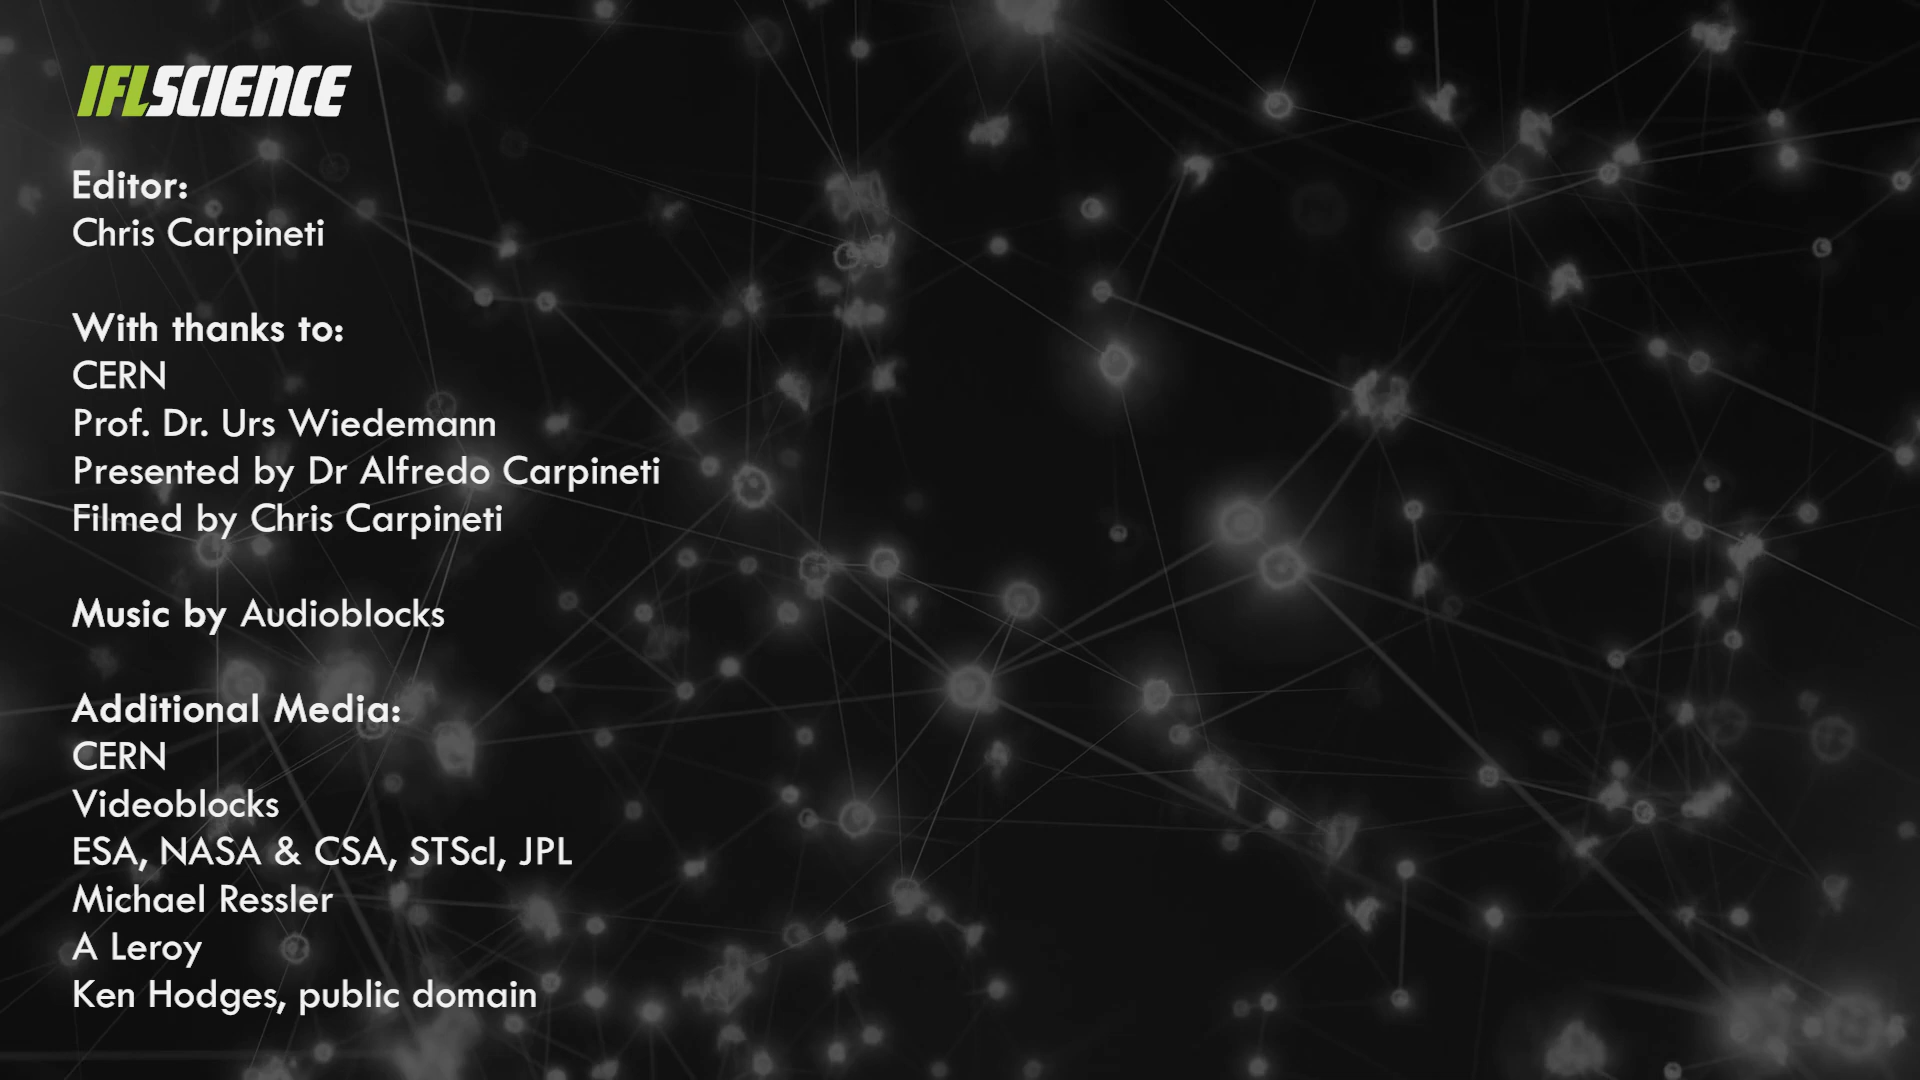 IFLSCIENCE
Editor:
Chris Carpineti
With thanks to:
CERN
Prof. Dr. Urs Wiedemann
Presented by Dr Alfredo Carpineti
Filmed by Chris Carpineti
Music by Audioblocks
Additional Media:
CERN
Videoblocks
ESA, NASA & CSA, STScI, JPL
Michael Ressler
A Leroy
Ken Hodges, public domain